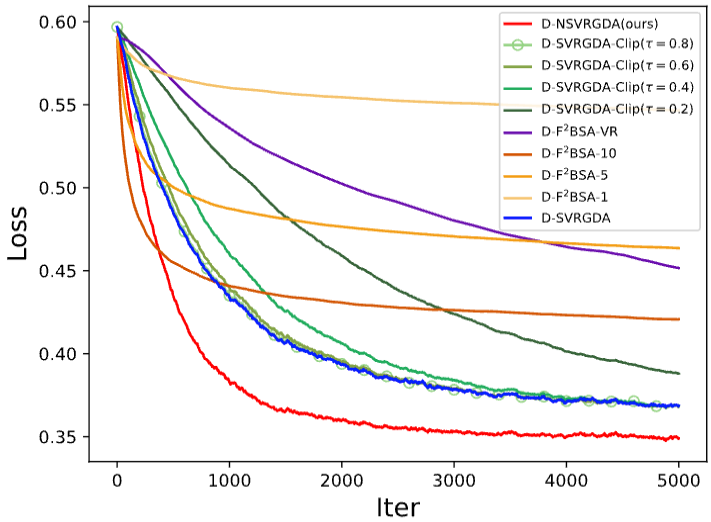 0.60
0.55
0.50
0.45
0.40
0.35
Loss
0
1000
2000
3000
4000
5000
Iter
D-NSVRGDA(ours)
D-SVRGDA-Clip(τ = 0.8)
D-SVRGDA-Clip(τ = 0.6)
D-SVRGDA-Clip(τ = 0.4)
D-SVRGDA-Clip(τ = 0.2)
D-F²BSA-VR
D-F²BSA-10
D-F²BSA-5
D-F²BSA-1
D-SVRGDA